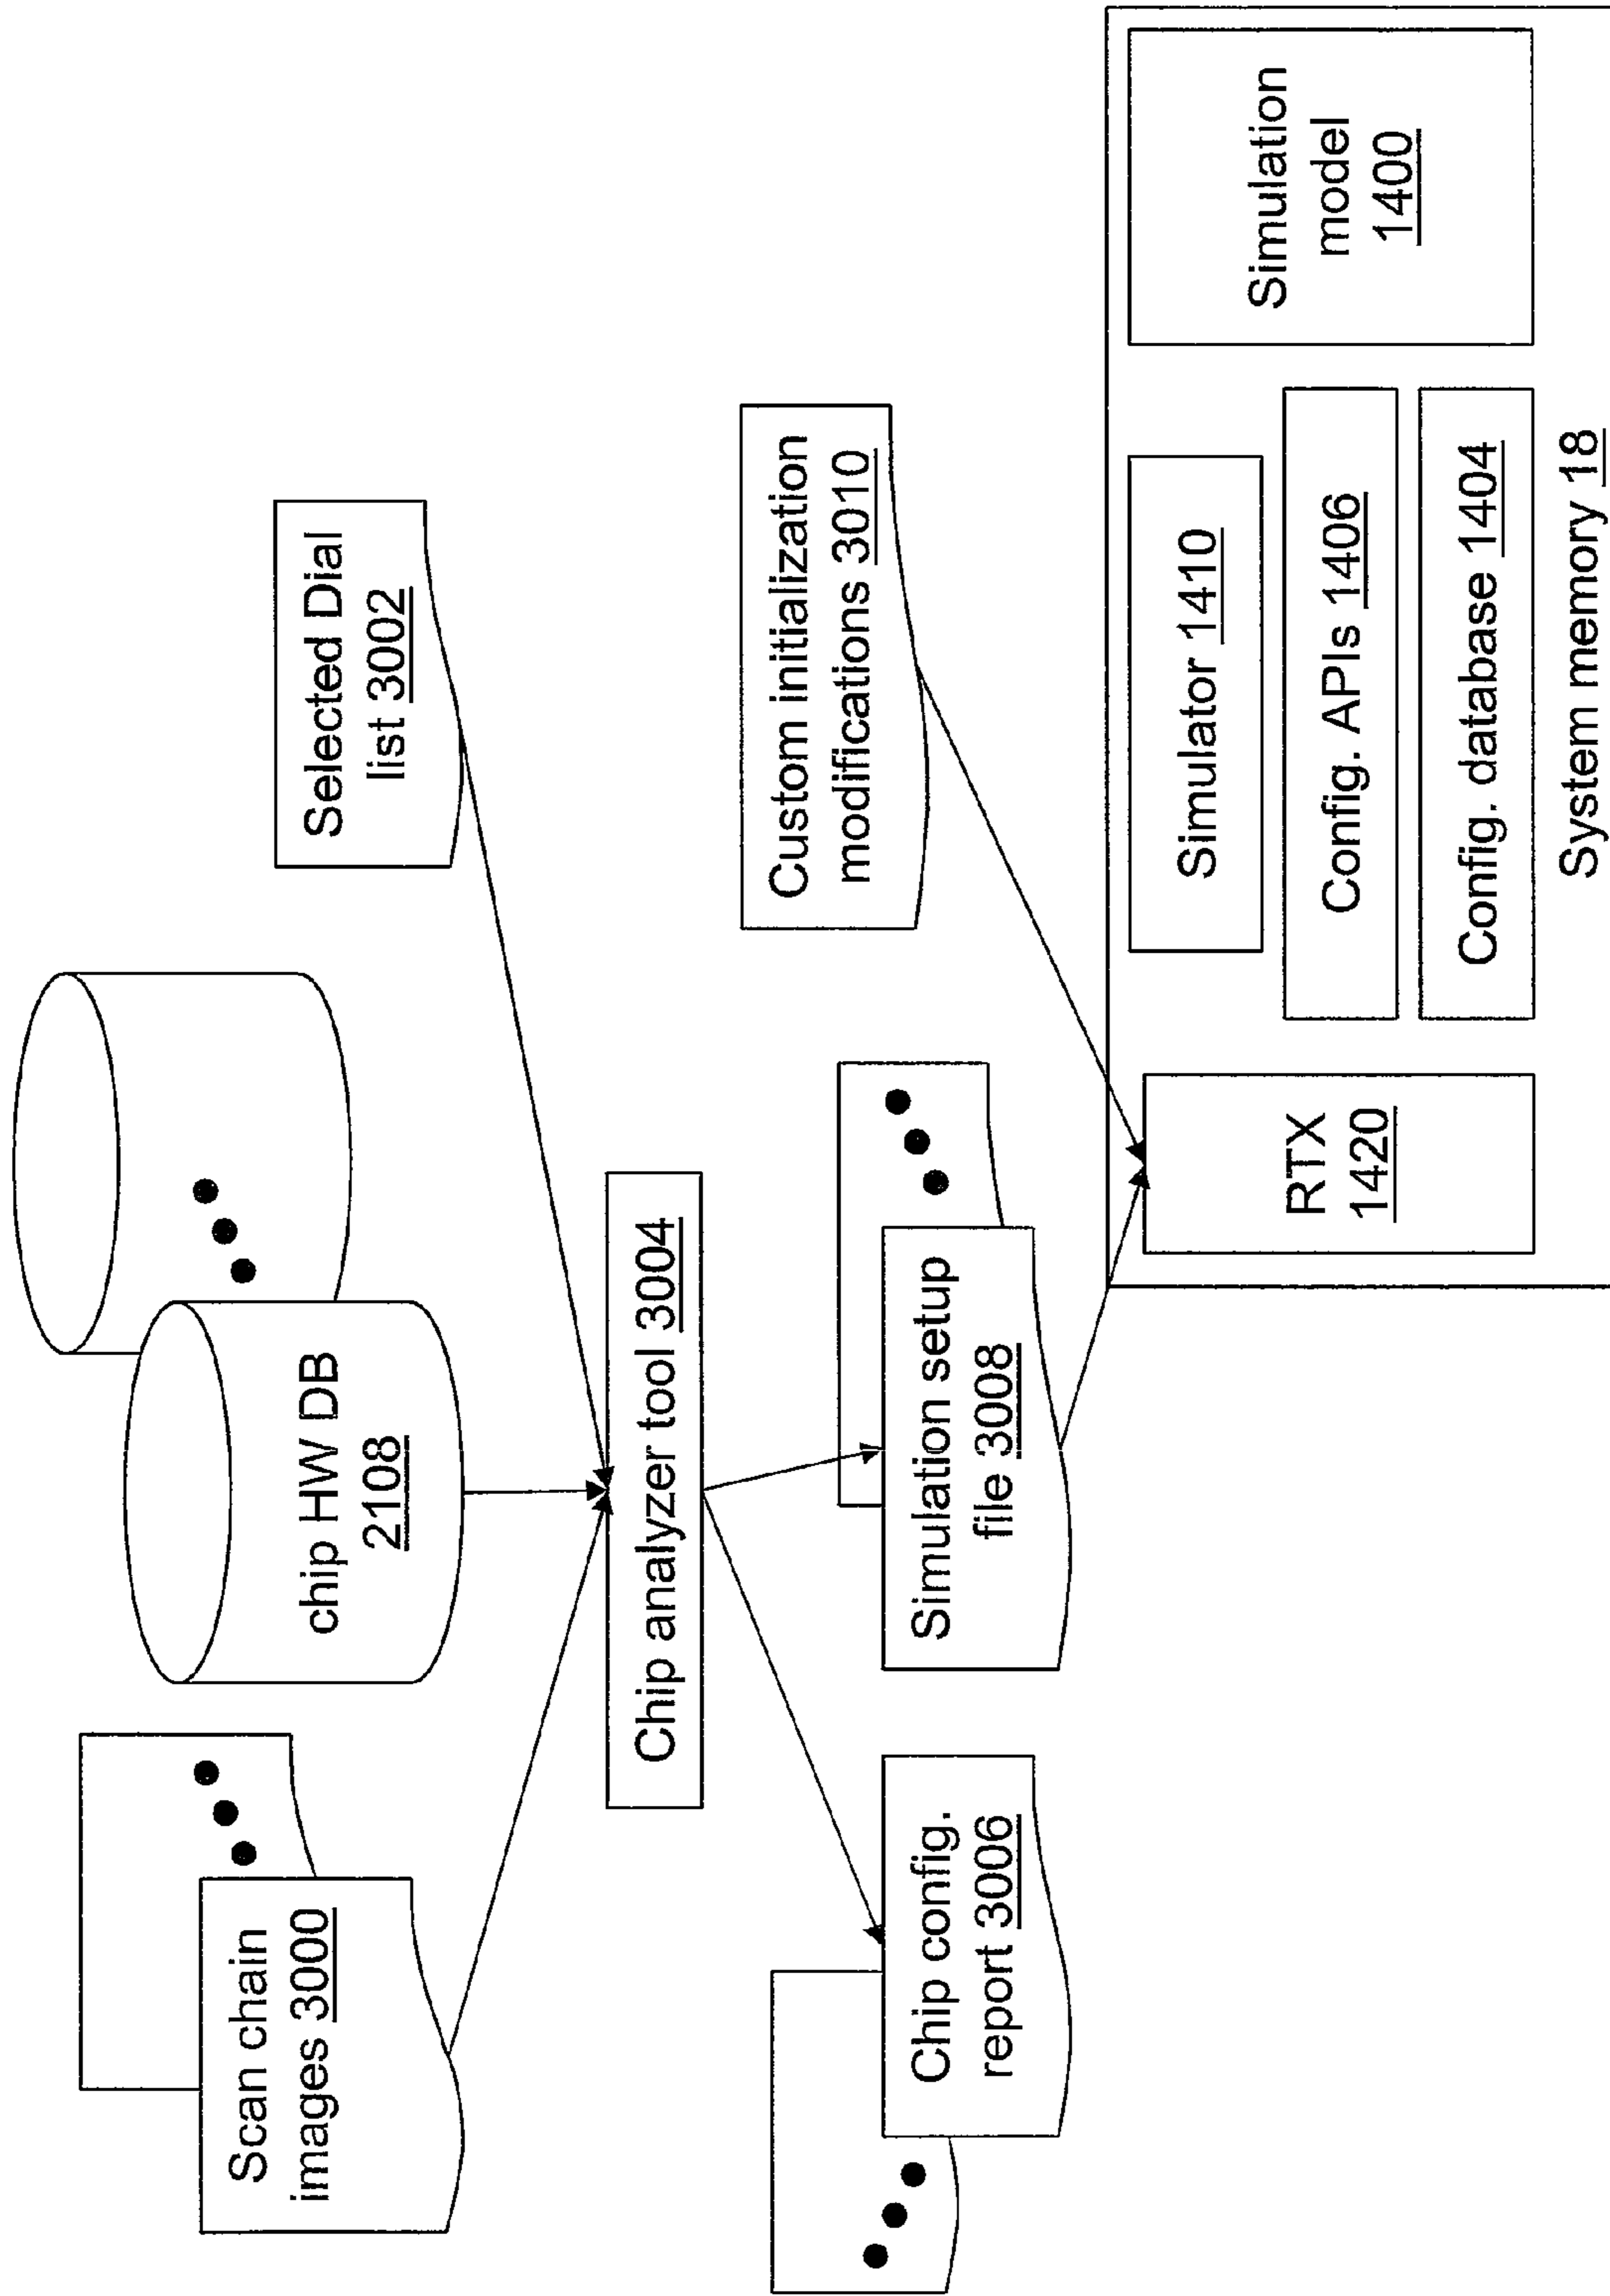 Scan chain
images 3000
chip HW DB
2108
Selected Dial
list 3002
Chip analyzer tool 3004
Chip config.
report 3006
Simulation setup
file 3008
Custom initialization
modifications 3010
RTX
1420
Simulator 1410
Config. APIs 1406
Config. database 1404
Simulation
model
1400
System memory 18